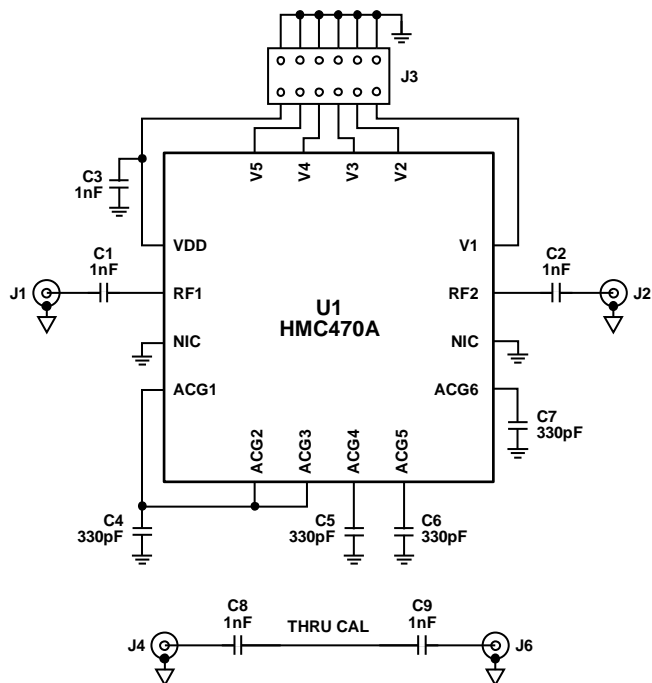 J3
V5
V4
V3
V2
C3
1nF
VDD
V1
C1
1nF
C2
1nF
J1
RF1
RF2
J2
U1
HMC470A
NIC
NIC
ACG1
ACG6
C7
330pF
ACG2
ACG3
ACG4
ACG5
C4
330pF
C5
330pF
C6
330pF
C8
1nF
THRU CAL
C9
1nF
J4
J6